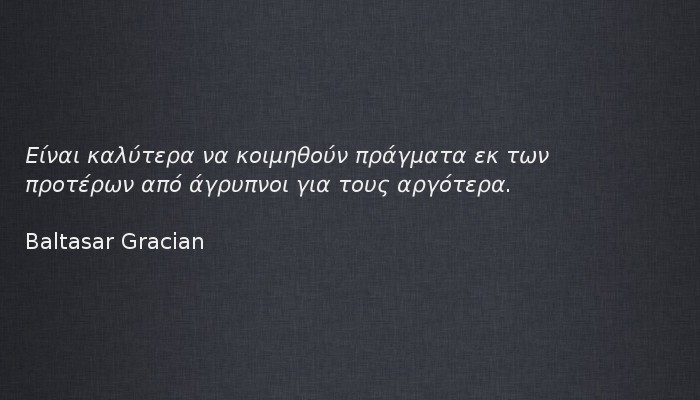 Είναι καλύτερα να κοιμηθούν πράγματα εκ των
προτέρων από άγρυπνοι για τους αργότερα.
Baltasar Gracian